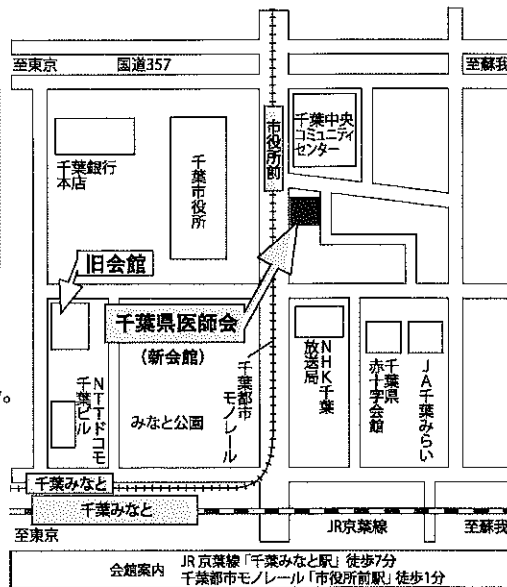 至東京
国道357
至蘇我
市役所前
千葉中央
コミュニティ
センター
千葉銀行
本店
千葉市役所
旧会館
千葉県医師会
(新会館)
NTTドコモ
千葉ビル
みなと公園
千葉都市
モノレール
NHK千葉
放送局
千葉県
赤十字会館
JA千葉みらい
。
千葉みなと
千葉みなと
至東京
JR京葉線
至蘇我
会館案内
JR京葉線「千葉みなと駅」徒歩7分
千葉都市モノレール「市役所前駅」徒歩1分